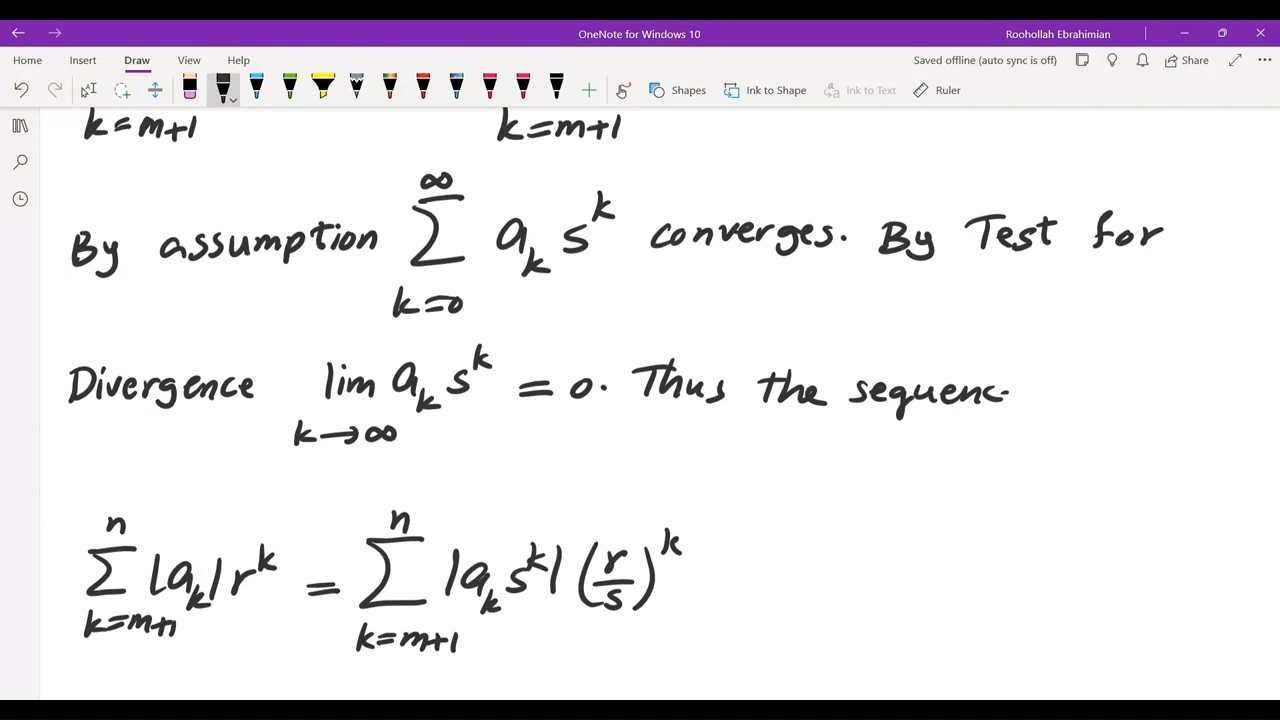 OneNote for Windows 10
Roohollah Ebrahimian
Home Insert Draw View Help
Saved offline (auto sync is off)
Share
Shapes
Ink to Shape
Ink to Text
Ruler
k=m+1 k=m+1
By assumption ∑_{k=0}^{∞} a_k s^k converges. By Test for
Divergence lim_{k→∞} a_k s^k = 0. Thus the sequenc
∑_{k=m+1}^{n} |a_k| r^k = ∑_{k=m+1}^{n} |a_k s^k| (r/s)^k